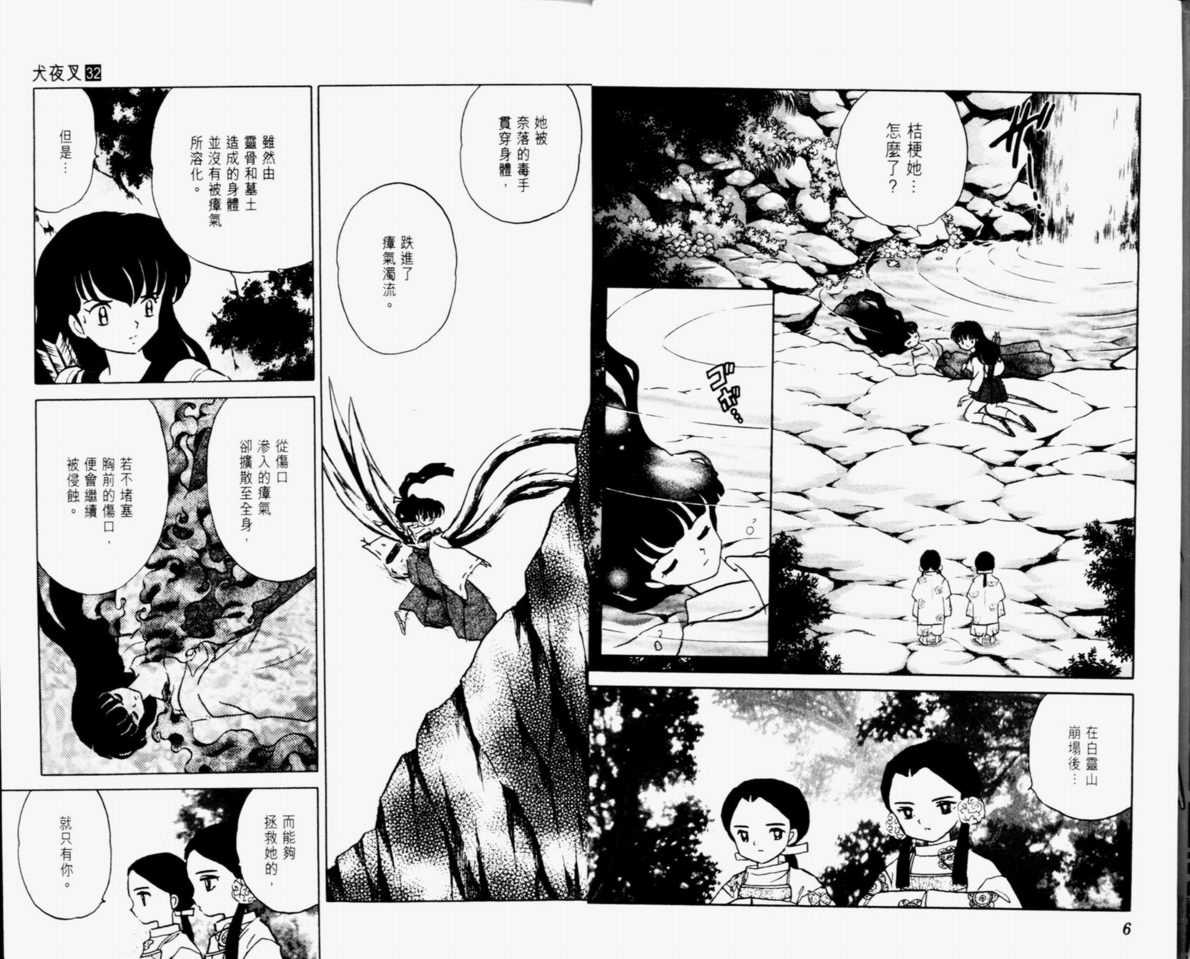 犬夜叉32
桔梗她…
怎麼了？
ザ…
ゴボ…
在白靈山
崩塌後…
6
她被
奈落的毒手
貫穿身體，
跌進了
瘴氣濁流。
雖然由
靈骨和墓土
造成的身體
並沒有被瘴氣
所溶化。
但是…
從傷口
滲入的瘴氣
卻擴散至全身，
若不堵塞
胸前的傷口，
便會繼續
被侵蝕。
而能夠
拯救她的，
就只有你。